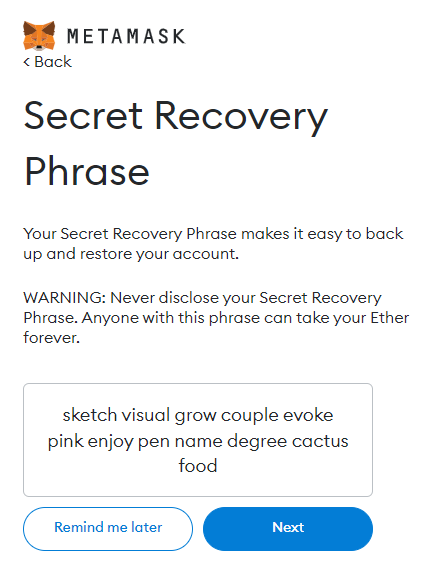 METAMASK
< Back
Secret Recovery
Phrase
Your Secret Recovery Phrase makes it easy to back
up and restore your account.
WARNING: Never disclose your Secret Recovery
Phrase. Anyone with this phrase can take your Ether
forever.
sketch visual grow couple evoke
pink enjoy pen name degree cactus
food
Remind me later
Next